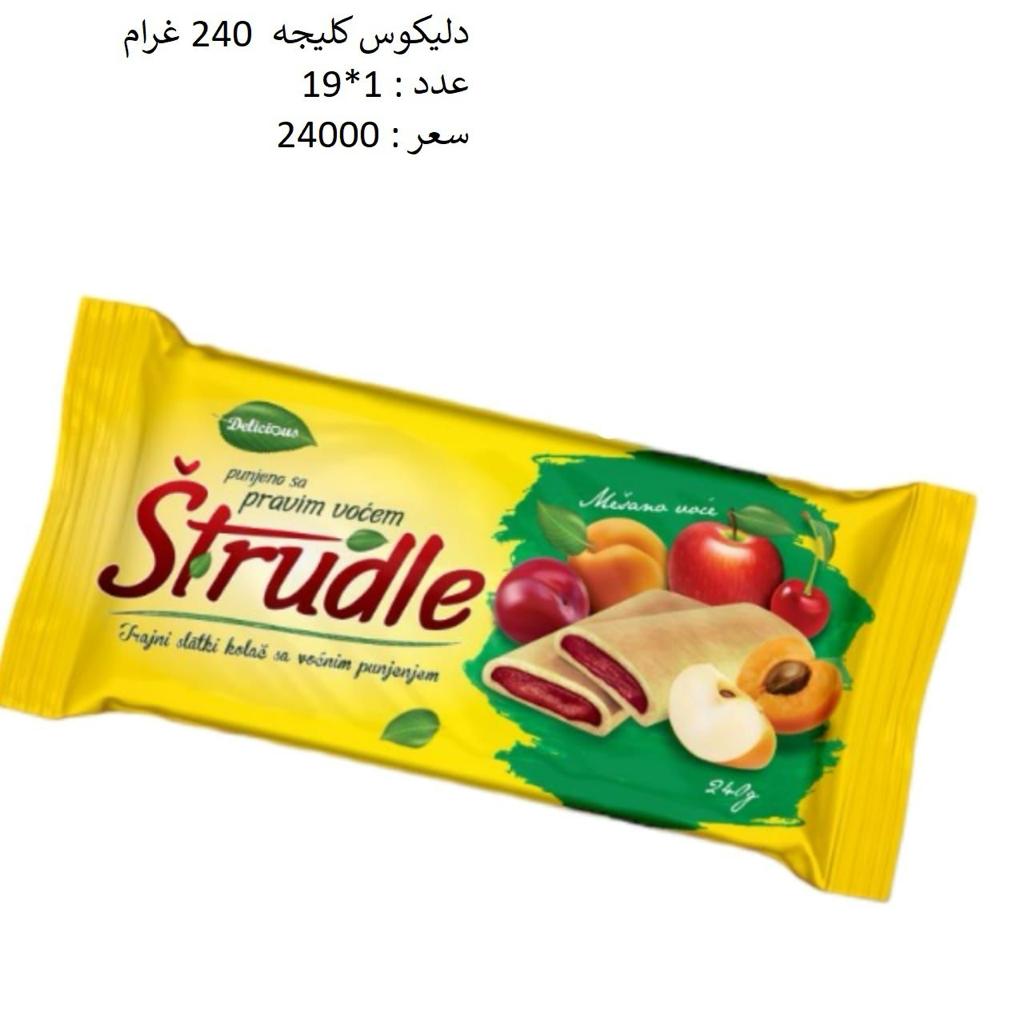 دليكوس كليجه 240 غرام
عدد : 1*19
سعر : 24000
Delicious
punjeno sa
pravim voćem
Štrudle
Trajni slatki kolač sa voćnim punjenjem
Mešano voće
240g